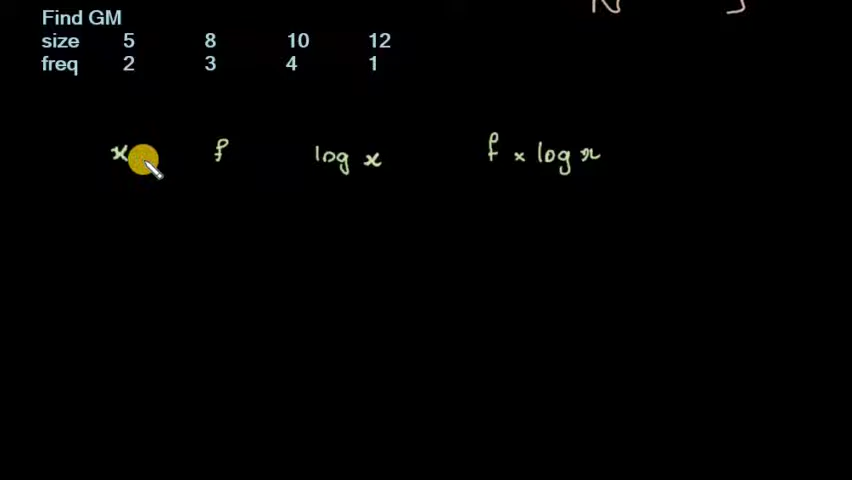 Find GM
size 5 8 10 12
freq 2 3 4 1
x f log x f × log x